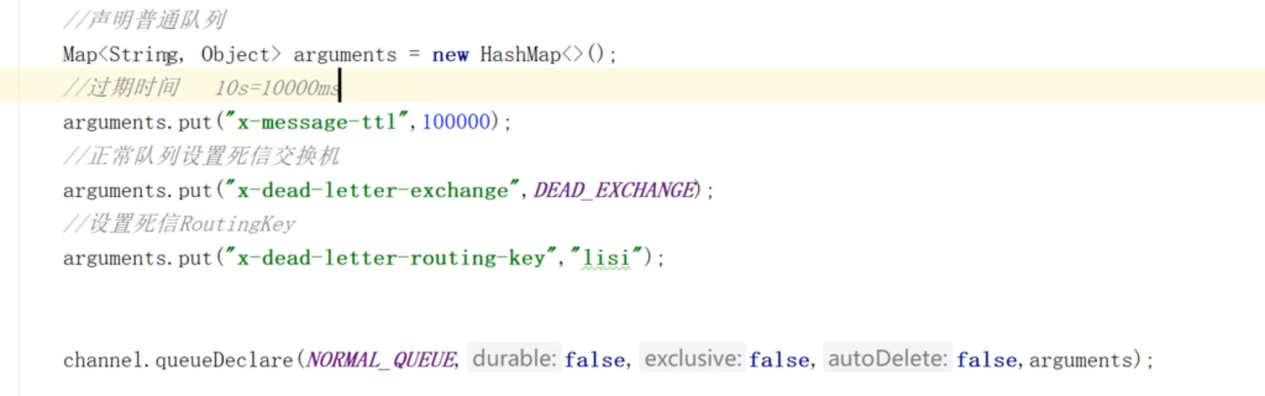 //声明普通队列
Map<String, Object> arguments = new HashMap<>();
//过期时间   10s=10000ms
arguments.put("x-message-ttl",100000);
//正常队列设置死信交换机
arguments.put("x-dead-letter-exchange",DEAD_EXCHANGE);
//设置死信RoutingKey
arguments.put("x-dead-letter-routing-key","lisi");
channel.queueDeclare(NORMAL_QUEUE, durable: false, exclusive: false, autoDelete: false,arguments);